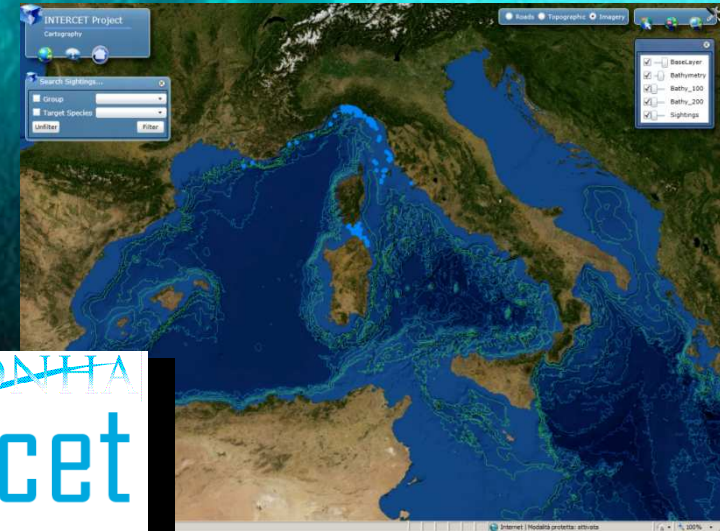 INTERCET Project
Cartography
Search Sightings...
Group
Target Species
Unfilter Filter
Roads Topographic Imagery
BaseLayer
Bathymetry
Bathy_100
Bathy_200
Sightings
cet
Internet | Modalità protetta: attivata
100%